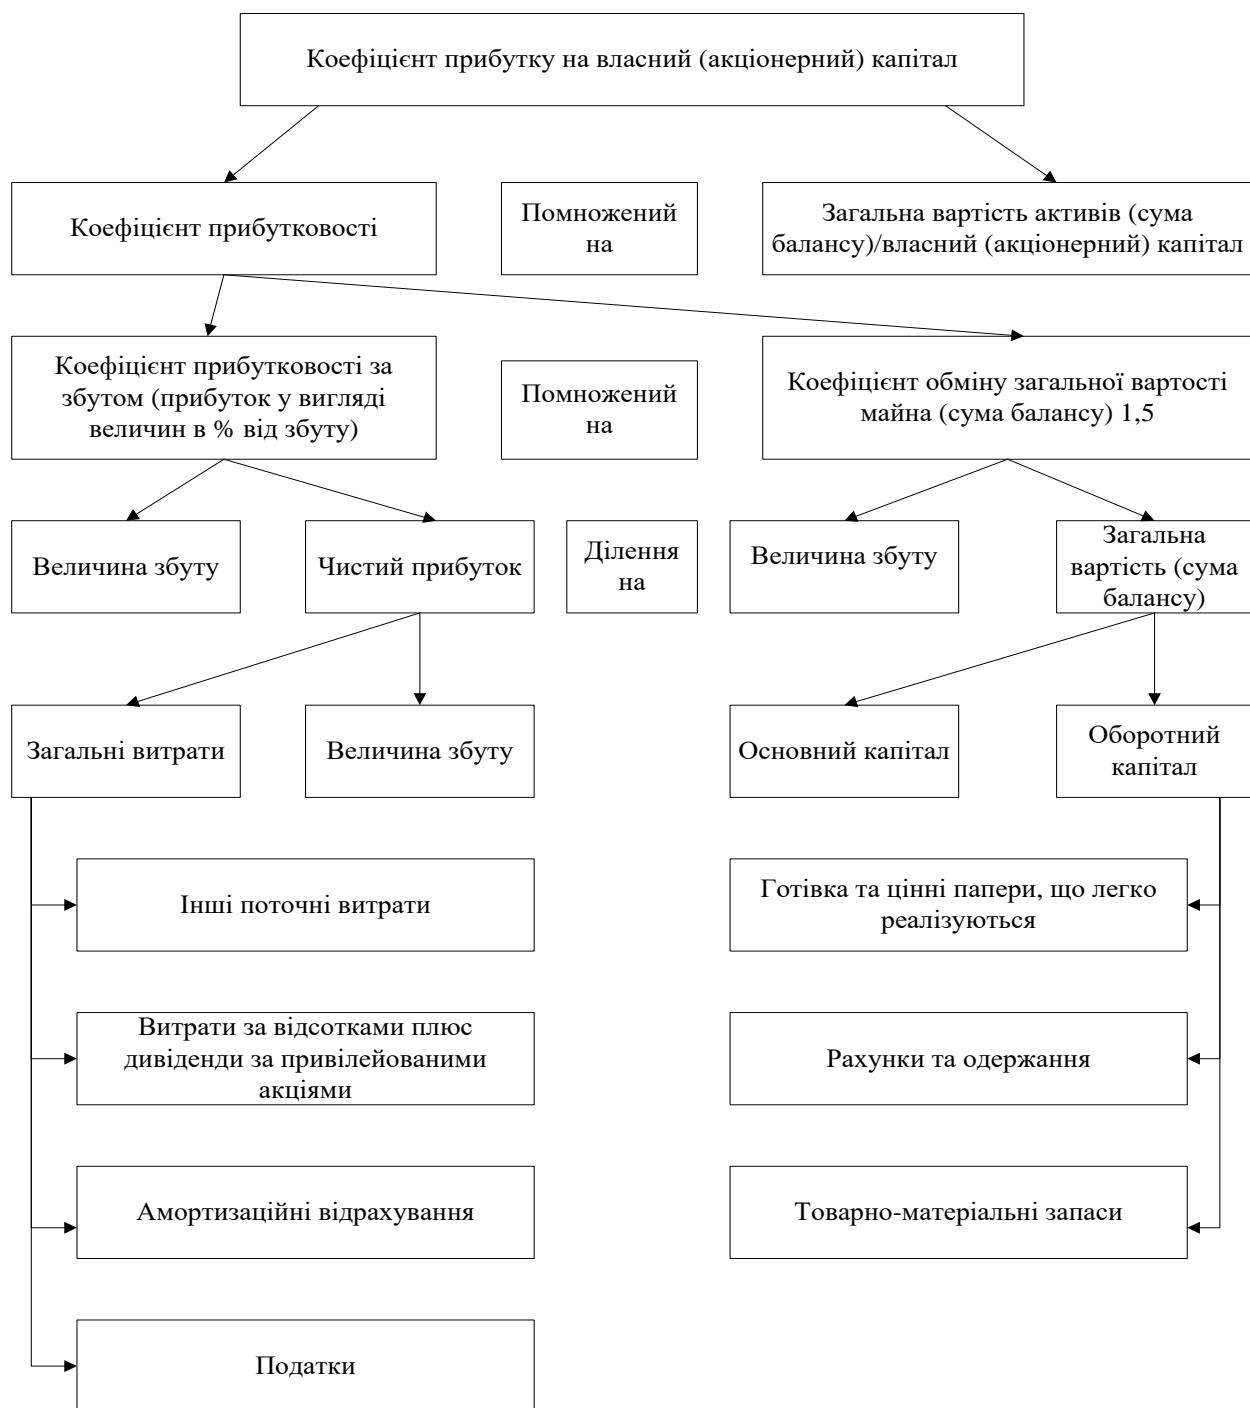 Коефіцієнт прибутку на власний (акціонерний) капітал
Коефіцієнт прибутковості
Помножений
на
Загальна вартість активів (сума
балансу)/власний (акціонерний) капітал
Коефіцієнт прибутковості за
збутом (прибуток у вигляді
величин в % від збуту)
Помножений
на
Коефіцієнт обміну загальної вартості
майна (сума балансу) 1,5
Величина збуту
Чистий прибуток
Ділення
на
Величина збуту
Загальна
вартість (сума
балансу)
Загальні витрати
Величина збуту
Основний капітал
Оборотний
капітал
Інші поточні витрати
Готівка та цінні папери, що легко
реалізуються
Витрати за відсотками плюс
дивіденди за привілейованими
акціями
Рахунки та одержання
Амортизаційні відрахування
Товарно-матеріальні запаси
Податки